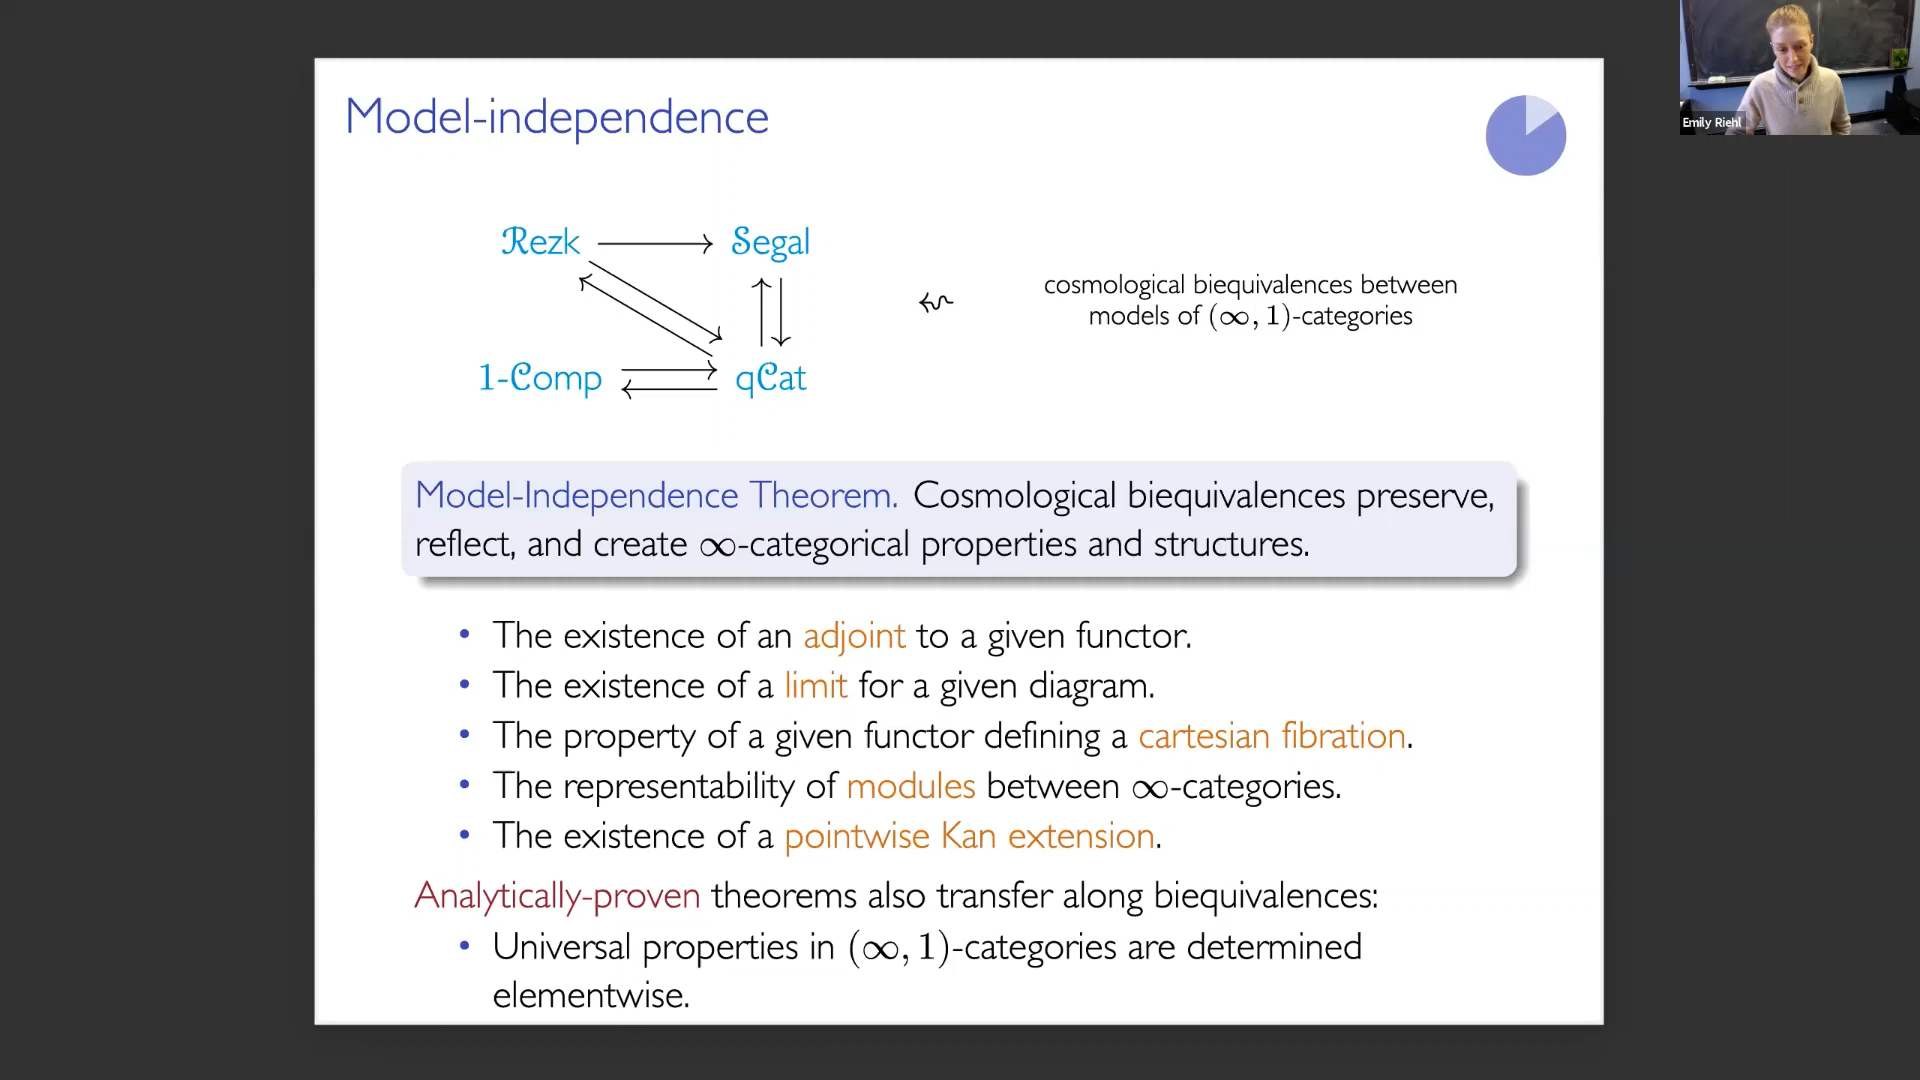 Model-independence
Emily Riehl
ℛezk
𝒮egal
cosmological biequivalences between
models of (∞, 1)-categories
1-𝒞omp
q𝒞at
Model-Independence Theorem. Cosmological biequivalences preserve,
reflect, and create ∞-categorical properties and structures.
• The existence of an adjoint to a given functor.
• The existence of a limit for a given diagram.
• The property of a given functor defining a cartesian fibration.
• The representability of modules between ∞-categories.
• The existence of a pointwise Kan extension.
Analytically-proven theorems also transfer along biequivalences:
• Universal properties in (∞, 1)-categories are determined
elementwise.